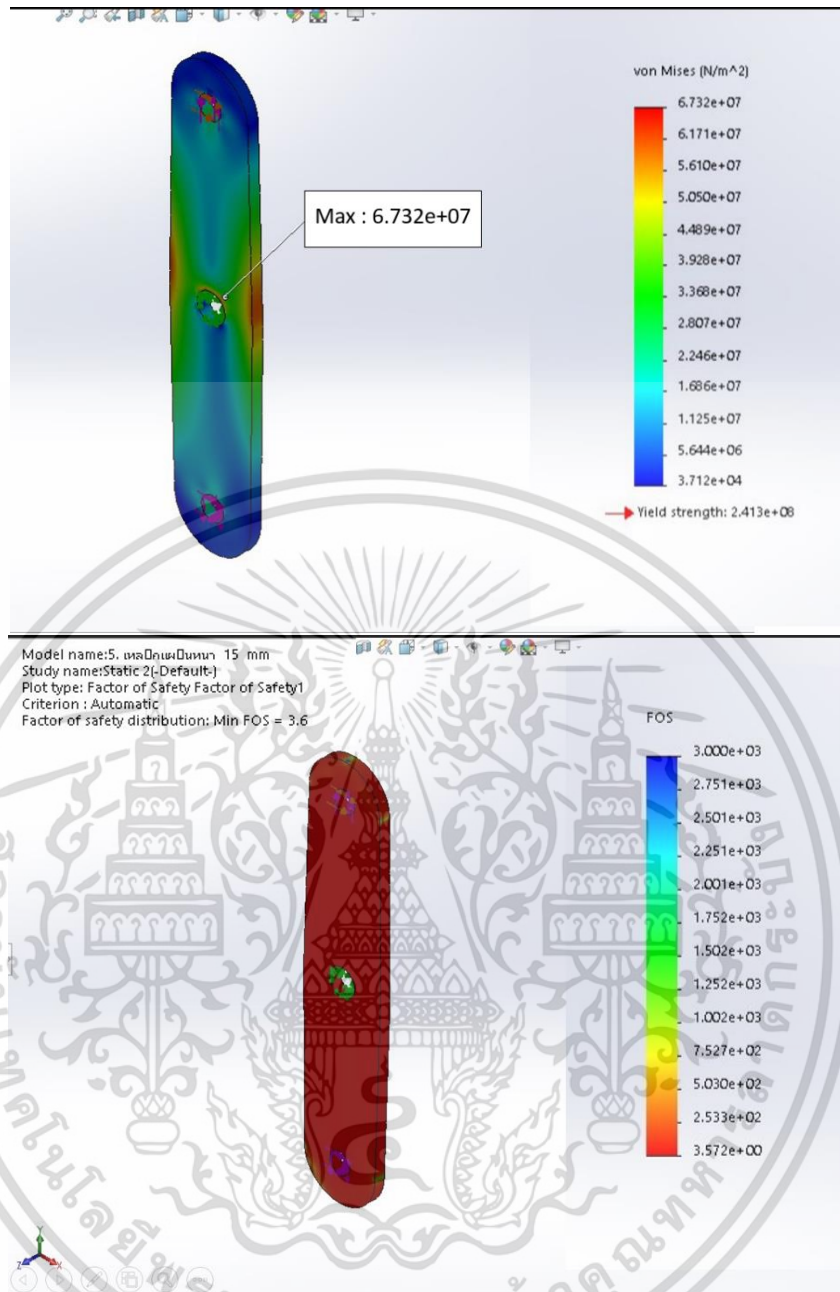 von Mises (N/m^2)
6.732e+07
6.171e+07
5.610e+07
5.050e+07
4.489e+07
3.928e+07
3.368e+07
2.807e+07
2.246e+07
1.686e+07
1.125e+07
5.644e+06
3.712e+04
Yield strength: 2.413e+08
Max : 6.732e+07
Model name:5. 15 mm
Study name:Static 2(-Default-)
Plot type: Factor of Safety Factor of Safety1
Criterion : Automatic
Factor of safety distribution: Min FOS = 3.6
FOS
3.000e+03
2.751e+03
2.501e+03
2.251e+03
2.001e+03
1.752e+03
1.502e+03
1.252e+03
1.002e+03
7.527e+02
5.030e+02
2.533e+02
3.572e+00
Y
Z
X